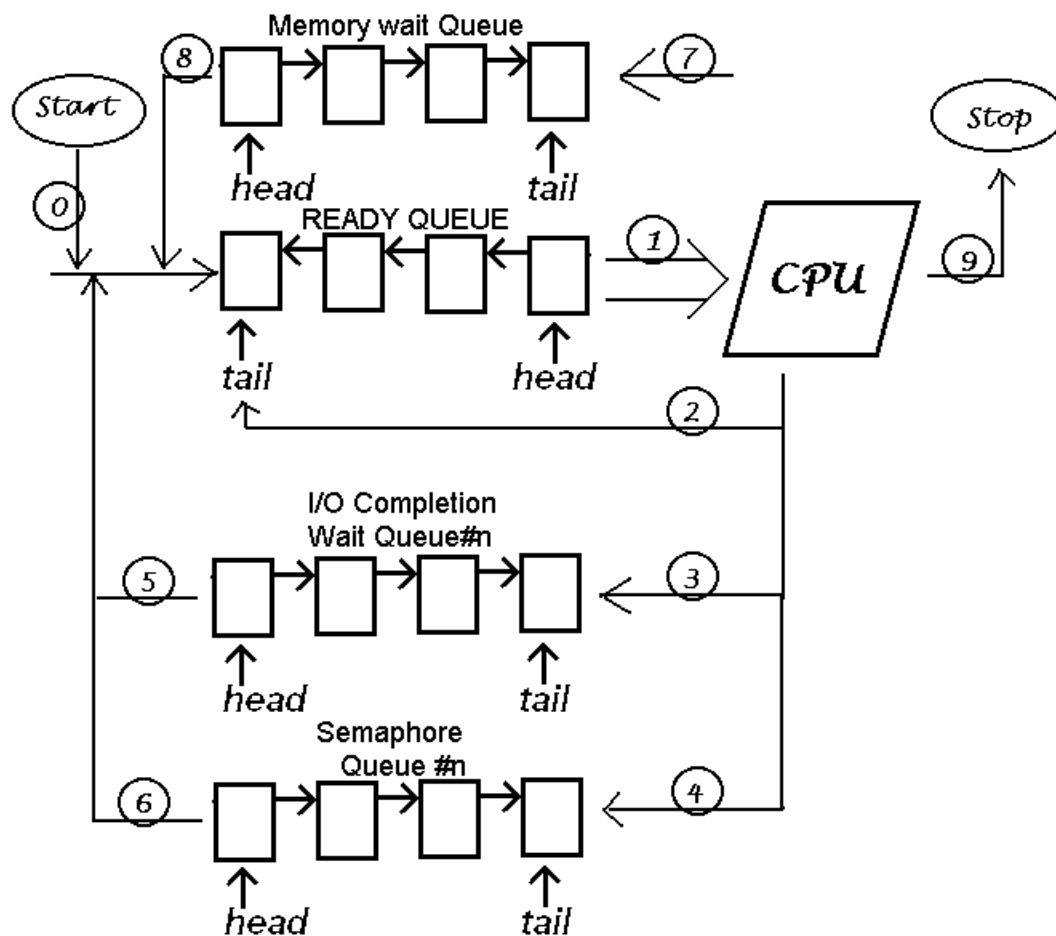 Memory wait Queue
8
7
Start
Stop
head
tail
0
READY QUEUE
1
CPU
9
tail
head
2
I/O Completion
Wait Queue#n
5
3
head
tail
Semaphore
Queue #n
6
4
head
tail